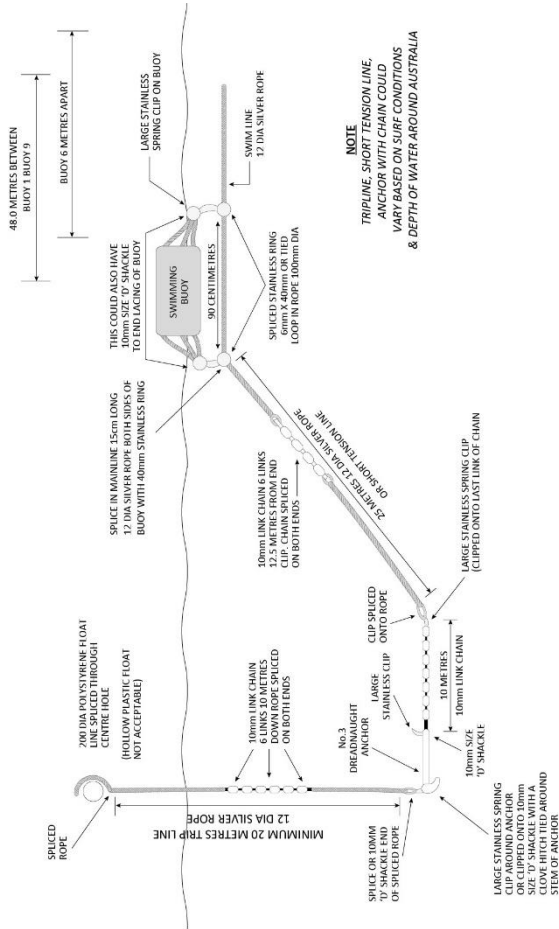 48.0 METRES BETWEEN
BUOY 1 BUOY 9
BUOY 6 METRES APART
LARGE STAINLESS
SPRING CLIP ON BUOY
THIS COULD ALSO HAVE
10mm SIZE 'D' SHACKLE
TO END LACING OF BUOY
SWIMMING
BUOY
90 CENTIMETRES
SWIM LINE
12 DIA SILVER ROPE
SPLICED STAINLESS RING
6mm X 40mm OR TIED
LOOP IN ROPE 100mm DIA
SPLICE IN MAINLINE 15cm LONG
12 DIA SILVER ROPE BOTH SIDES OF
BUOY WITH 40mm STAINLESS RING
NOTE
TRIPLINE, SHORT TENSION LINE,
ANCHOR WITH CHAIN COULD
VARY BASED ON SURF CONDITIONS
& DEPTH OF WATER AROUND AUSTRALIA
10mm LINK CHAIN 6 LINKS
12.5 METRES FROM END
CLIP. CHAIN SPLICED
ON BOTH ENDS
25 METRES 12 DIA SILVER ROPE
OR SHORT TENSION LINE
200 DIA POLYSTYRENE FLOAT
LINE SPLICED THROUGH
CENTRE HOLE
(HOLLOW PLASTIC FLOAT
NOT ACCEPTABLE)
SPLICED
ROPE
10mm LINK CHAIN
6 LINKS 10 METRES
DOWN ROPE SPLICED
ON BOTH ENDS
MINIMUM 20 METRES TRIP LINE
12 DIA SILVER ROPE
No.3
DREADNAUGHT
ANCHOR
LARGE
STAINLESS CLIP
CLIP SPLICED
ONTO ROPE
10 METRES
10mm LINK CHAIN
LARGE STAINLESS SPRING CLIP
(CLIPPED ONTO LAST LINK OF CHAIN
10mm SIZE
'D' SHACKLE
SPLICE OR 10MM
'D' SHACKLE END
OF SPLICED ROPE
LARGE STAINLESS SPRING
CLIP AROUND ANCHOR
OR CLIPPED ONTO 10mm
SIZE 'D' SHACKLE WITH A
CLOVE HITCH TIED AROUND
STEM OF ANCHOR